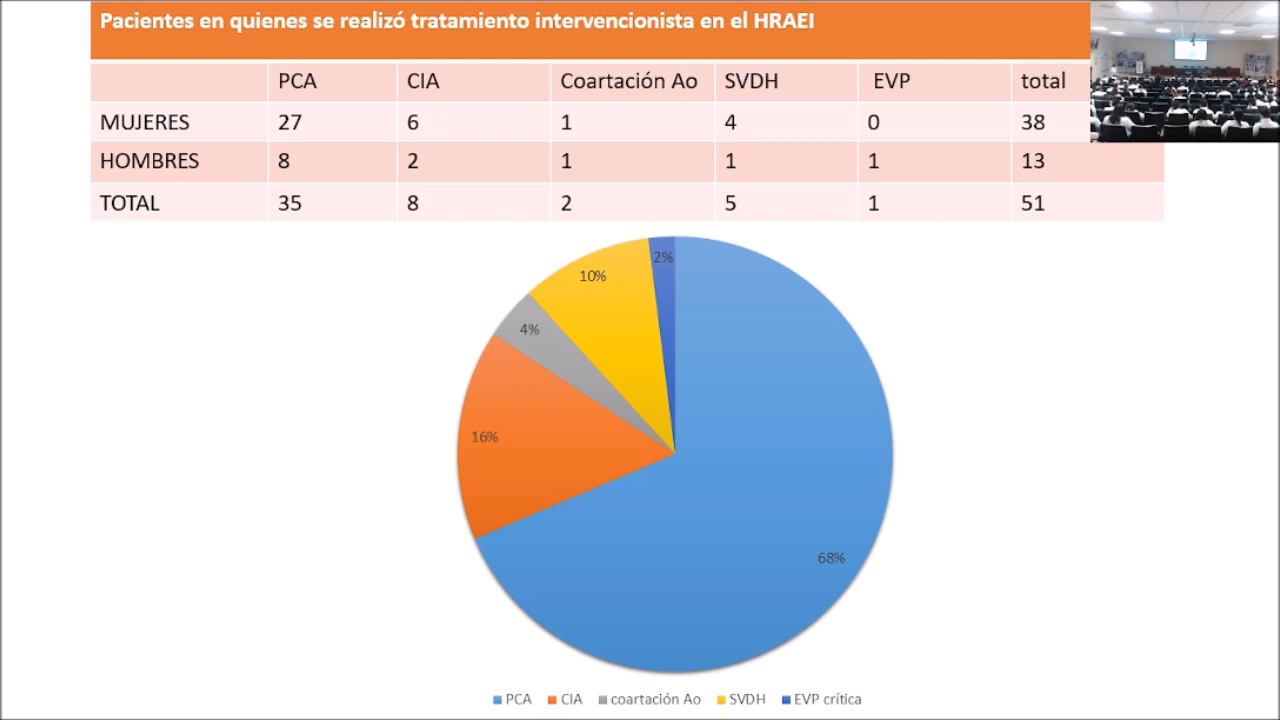 Pacientes en quienes se realizó tratamiento intervencionista en el HRAEI
PCA CIA Coartación Ao SVDH EVP total
MUJERES 27 6 1 4 0 38
HOMBRES 8 2 1 1 1 13
TOTAL 35 8 2 5 1 51
2%
10%
4%
16%
68%
PCA CIA coartación Ao SVDH EVP crítica